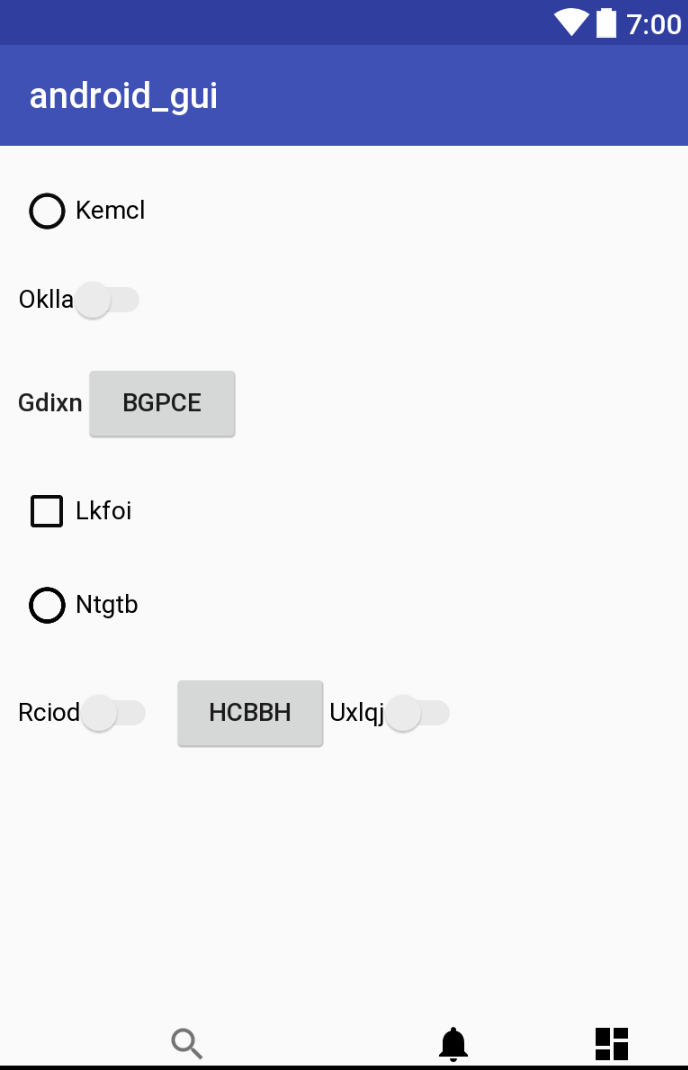 7:00
android_gui
Kemcl
Oklla
Gdixn BGPCE
Lkfoi
Ntgtb
Rciod HCBBH Uxlqj